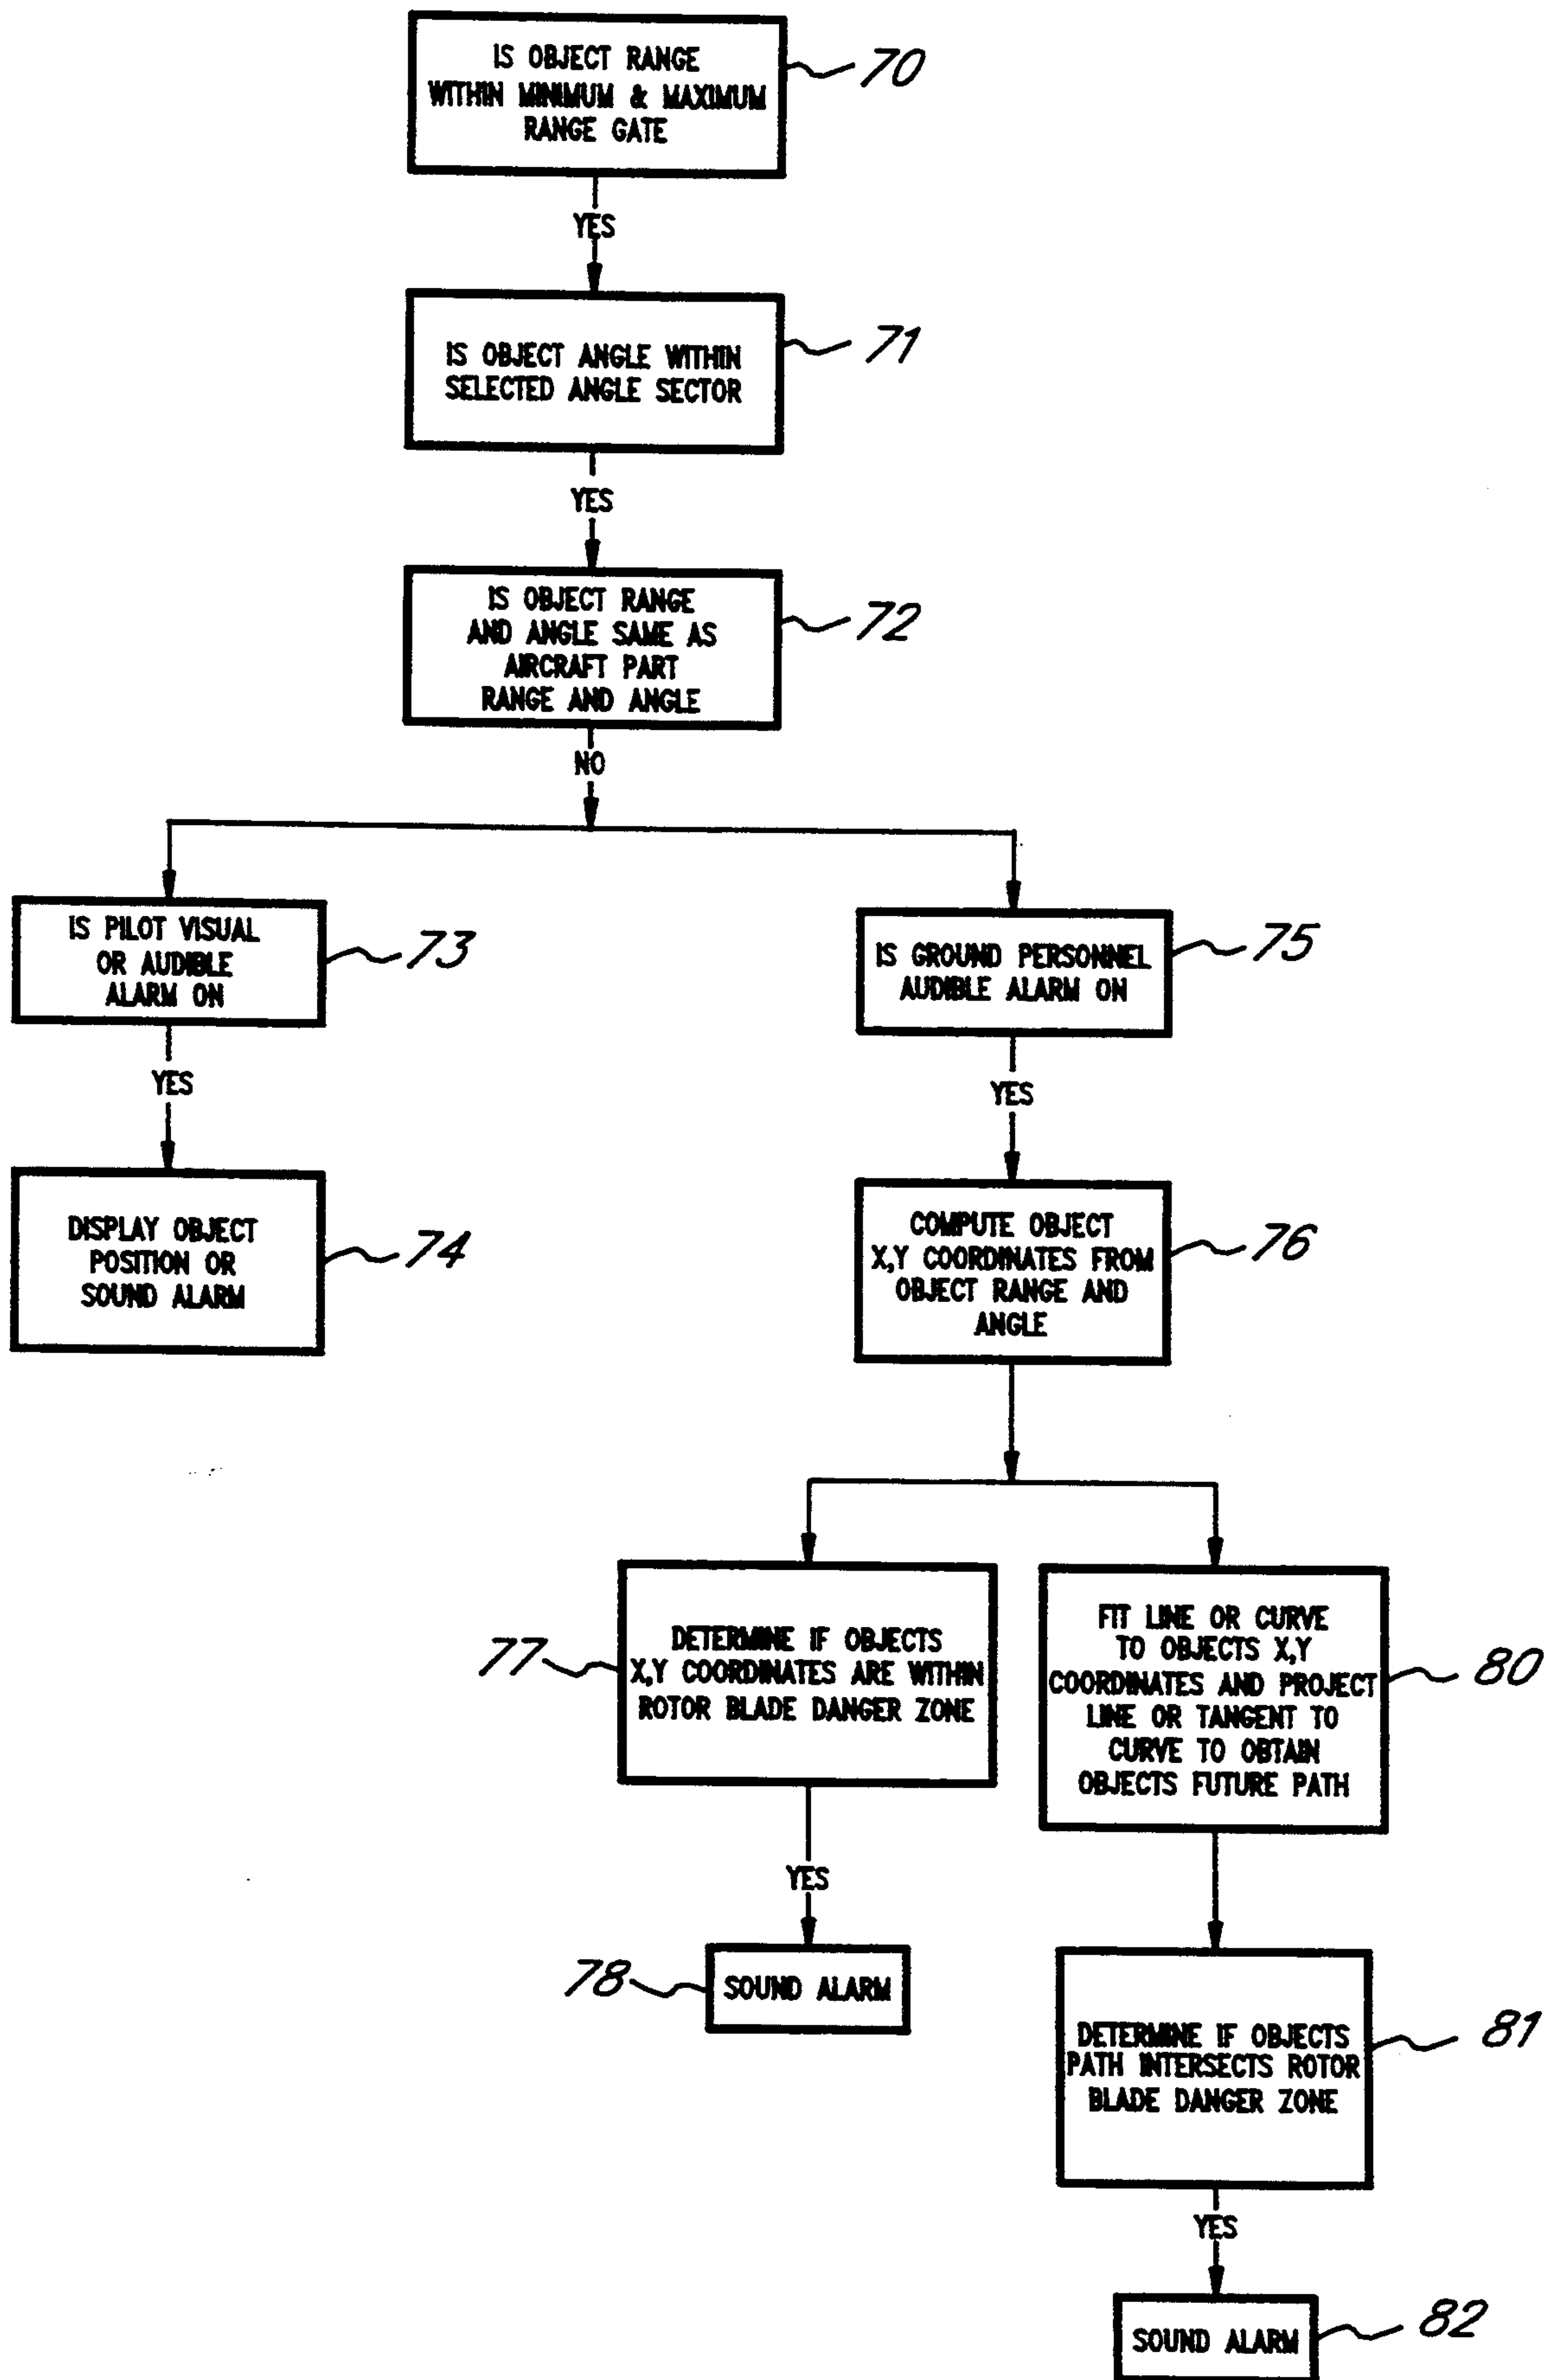 IS OBJECT RANGE
WITHIN MINIMUM & MAXIMUM
RANGE GATE
70
YES
IS OBJECT ANGLE WITHIN
SELECTED ANGLE SECTOR
71
YES
IS OBJECT RANGE
AND ANGLE SAME AS
AIRCRAFT PART
RANGE AND ANGLE
72
NO
IS PILOT VISUAL
OR AUDIBLE
ALARM ON
73
YES
DISPLAY OBJECT
POSITION OR
SOUND ALARM
74
IS GROUND PERSONNEL
AUDIBLE ALARM ON
75
YES
COMPUTE OBJECT
X,Y COORDINATES FROM
OBJECT RANGE AND
ANGLE
76
77
DETERMINE IF OBJECTS
X,Y COORDINATES ARE WITHIN
ROTOR BLADE DANGER ZONE
YES
78
SOUND ALARM
FIT LINE OR CURVE
TO OBJECTS X,Y
COORDINATES AND PROJECT
LINE OR TANGENT TO
CURVE TO OBTAIN
OBJECTS FUTURE PATH
80
DETERMINE IF OBJECTS
PATH INTERSECTS ROTOR
BLADE DANGER ZONE
81
YES
SOUND ALARM
82